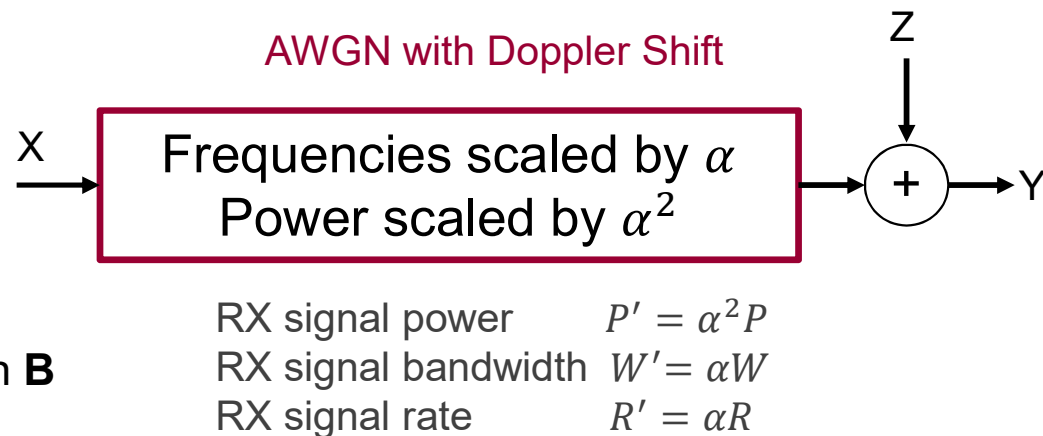 AWGN with Doppler Shift
Z
X
Frequencies scaled by α
Power scaled by α²
+
Y
RX signal power P′ = α²P
n B
RX signal bandwidth W′= αW
RX signal rate R′ = αR